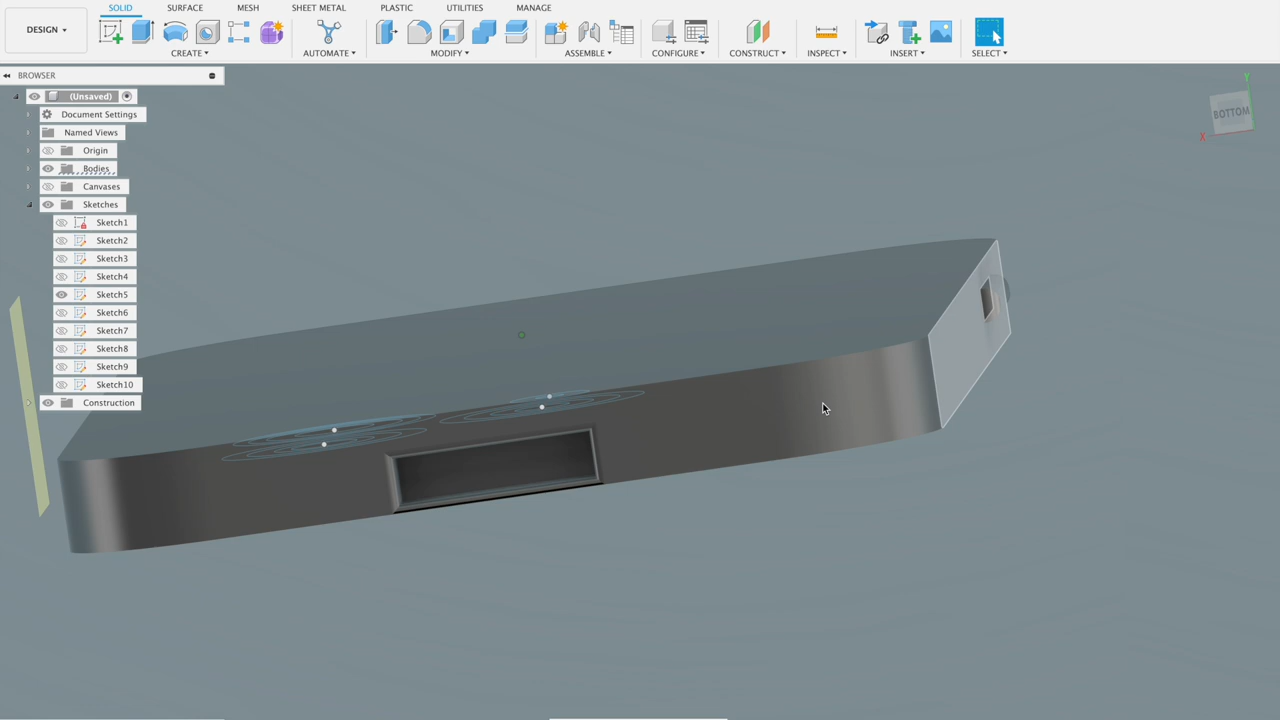 SOLID SURFACE MESH SHEET METAL PLASTIC UTILITIES MANAGE
DESIGN
CREATE AUTOMATE MODIFY ASSEMBLE CONFIGURE CONSTRUCT INSPECT INSERT SELECT
BROWSER
(Unsaved)
Document Settings
Named Views
Origin
Bodies
Canvases
Sketches
Sketch1
Sketch2
Sketch3
Sketch4
Sketch5
Sketch6
Sketch7
Sketch8
Sketch9
Sketch10
Construction
Y
BOTTOM
X